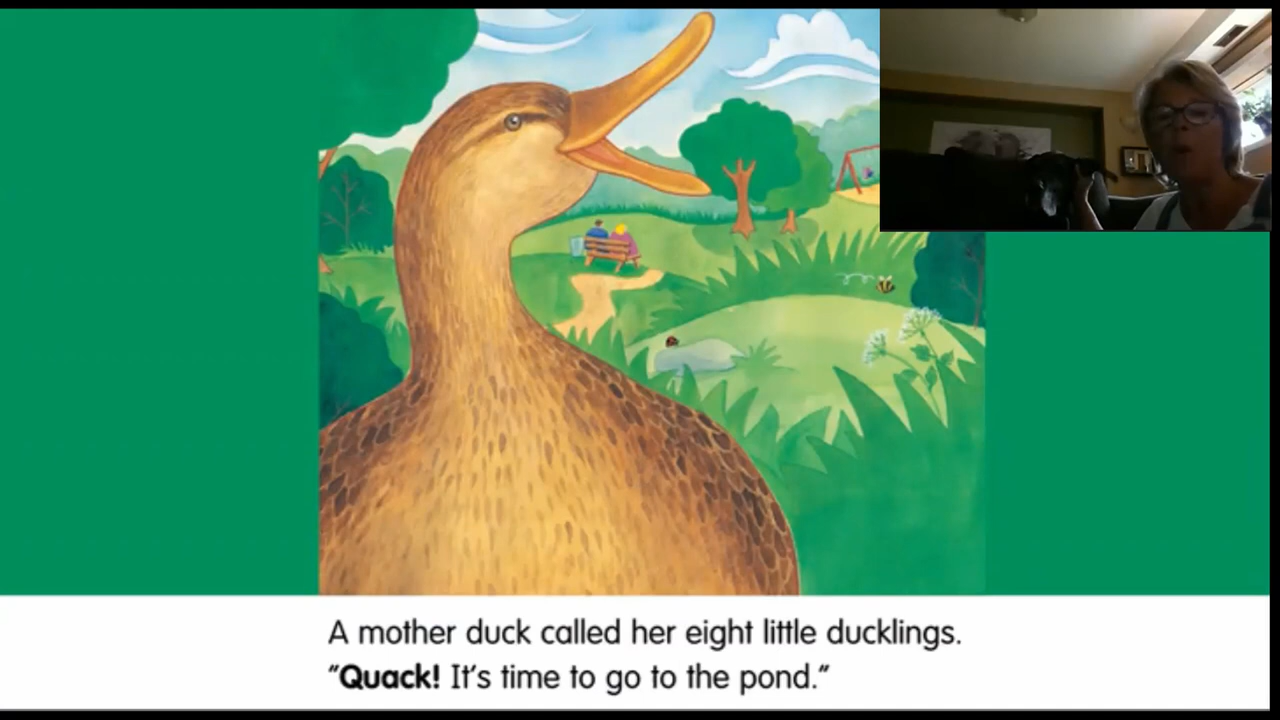 A mother duck called her eight little ducklings.
"Quack! It's time to go to the pond."